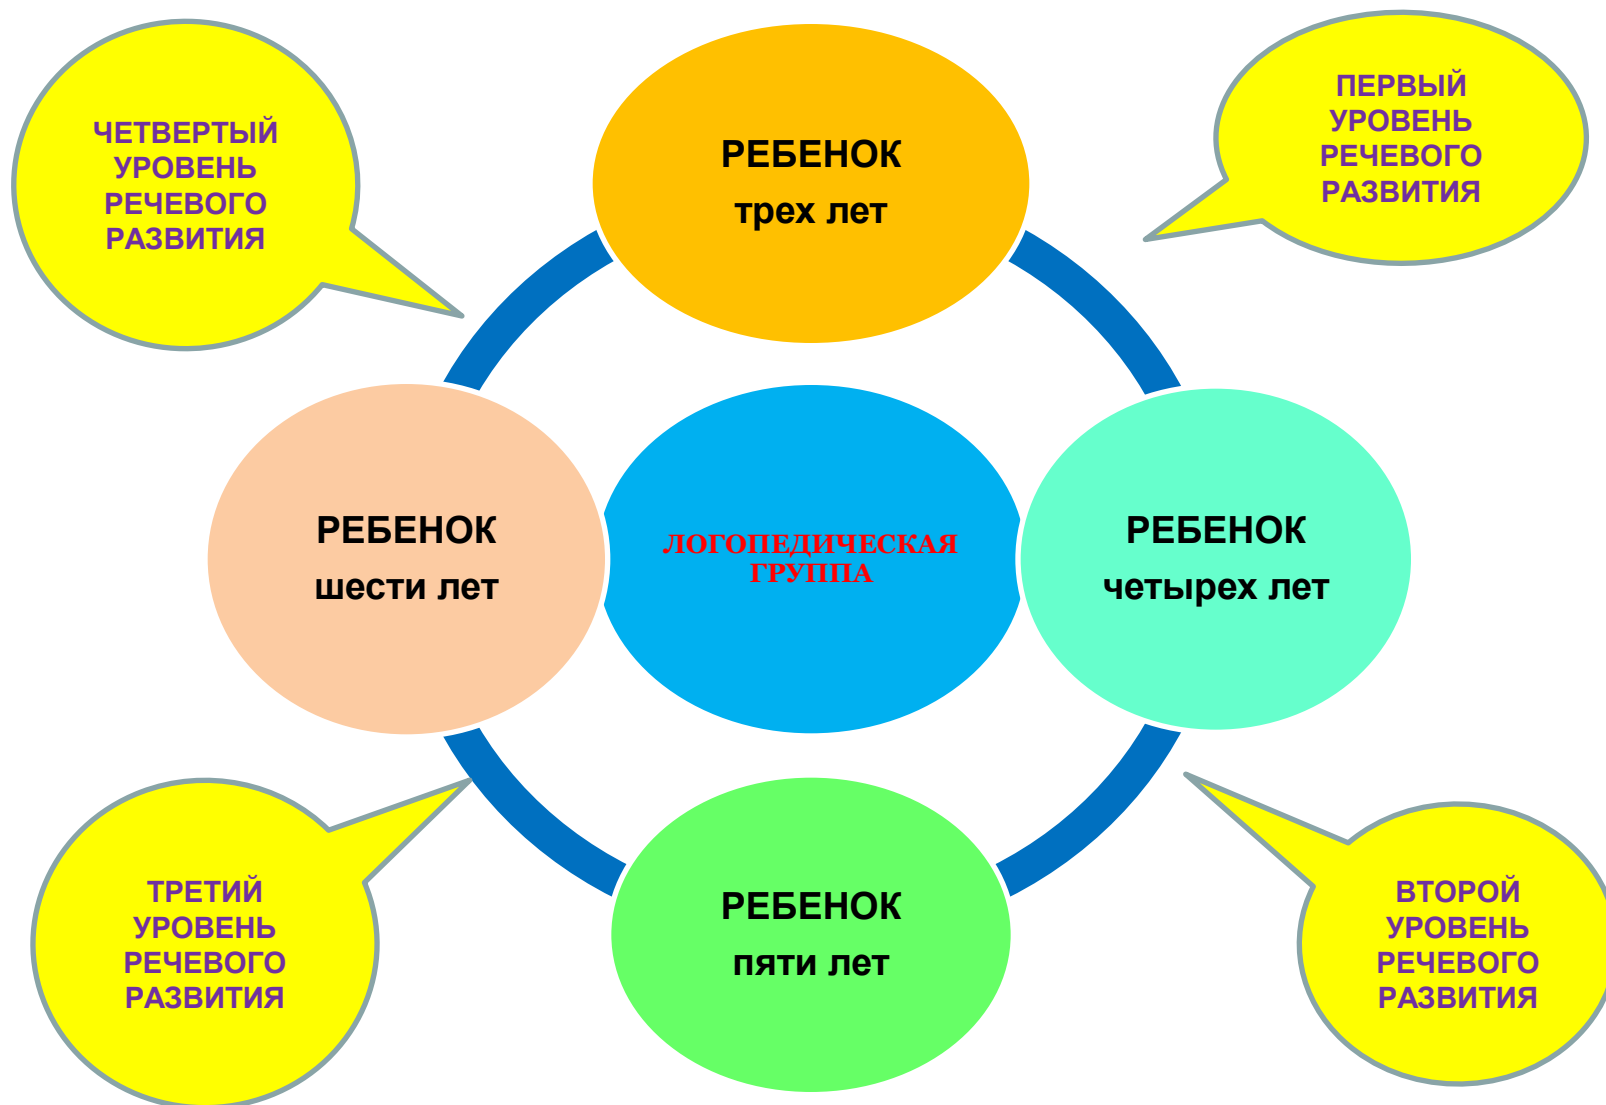 ЧЕТВЕРТЫЙ
УРОВЕНЬ
РЕЧЕВОГО
РАЗВИТИЯ
РЕБЕНОК
трех лет
ПЕРВЫЙ
УРОВЕНЬ
РЕЧЕВОГО
РАЗВИТИЯ
РЕБЕНОК
шести лет
ЛОГОПЕДИЧЕСКАЯ
ГРУППА
РЕБЕНОК
четырех лет
ТРЕТИЙ
УРОВЕНЬ
РЕЧЕВОГО
РАЗВИТИЯ
РЕБЕНОК
пяти лет
ВТОРОЙ
УРОВЕНЬ
РЕЧЕВОГО
РАЗВИТИЯ